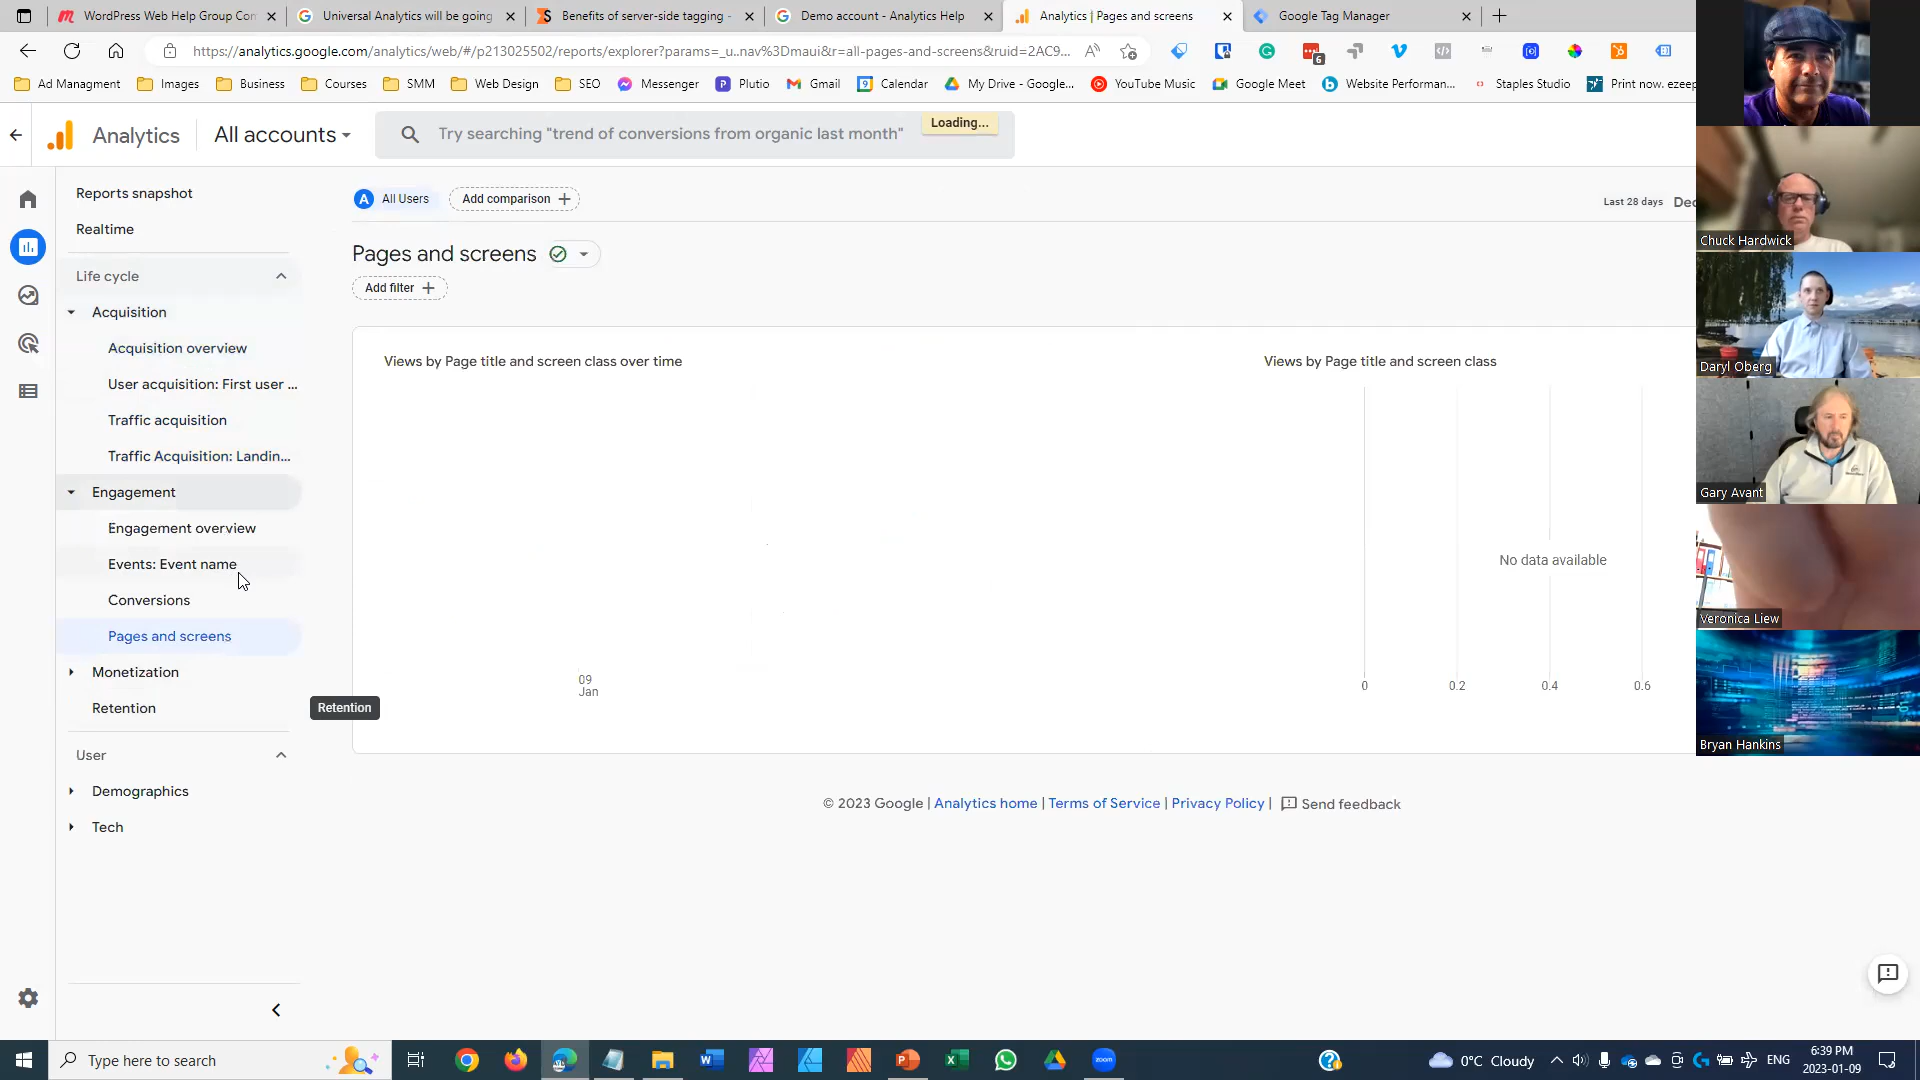 WordPress Web Help Group Cor
Universal Analytics will be going
Benefits of server-side tagging -
Demo account - Analytics Help
Analytics | Pages and screens
Google Tag Manager
https://analytics.google.com/analytics/web/#/p213025502/reports/explorer?params=_u..nav%3Dmaui&r=all-pages-and-screens&ruid=2AC9...
6
Ad Managment
Images
Business
Courses
SMM
Web Design
SEO
Messenger
Plutio
Gmail
Calendar
My Drive - Google...
YouTube Music
Google Meet
Website Performan...
Staples Studio
Print now. ezeep
Analytics
All accounts
Try searching "trend of conversions from organic last month"
Loading...
Reports snapshot
Realtime
Life cycle
Acquisition
Acquisition overview
User acquisition: First user ...
Traffic acquisition
Traffic Acquisition: Landin...
Engagement
Engagement overview
Events: Event name
Conversions
Pages and screens
Monetization
Retention
User
Demographics
Tech
Retention
A All Users
Add comparison +
Last 28 days Dec
Pages and screens
Add filter +
Views by Page title and screen class over time
09
Jan
Views by Page title and screen class
No data available
0 0.2 0.4 0.6
© 2023 Google | Analytics home | Terms of Service | Privacy Policy | Send feedback
Chuck Hardwick
Daryl Oberg
Gary Avant
Veronica Liew
Bryan Hankins
Type here to search
zoom
0°C Cloudy
ENG
6:39 PM
2023-01-09